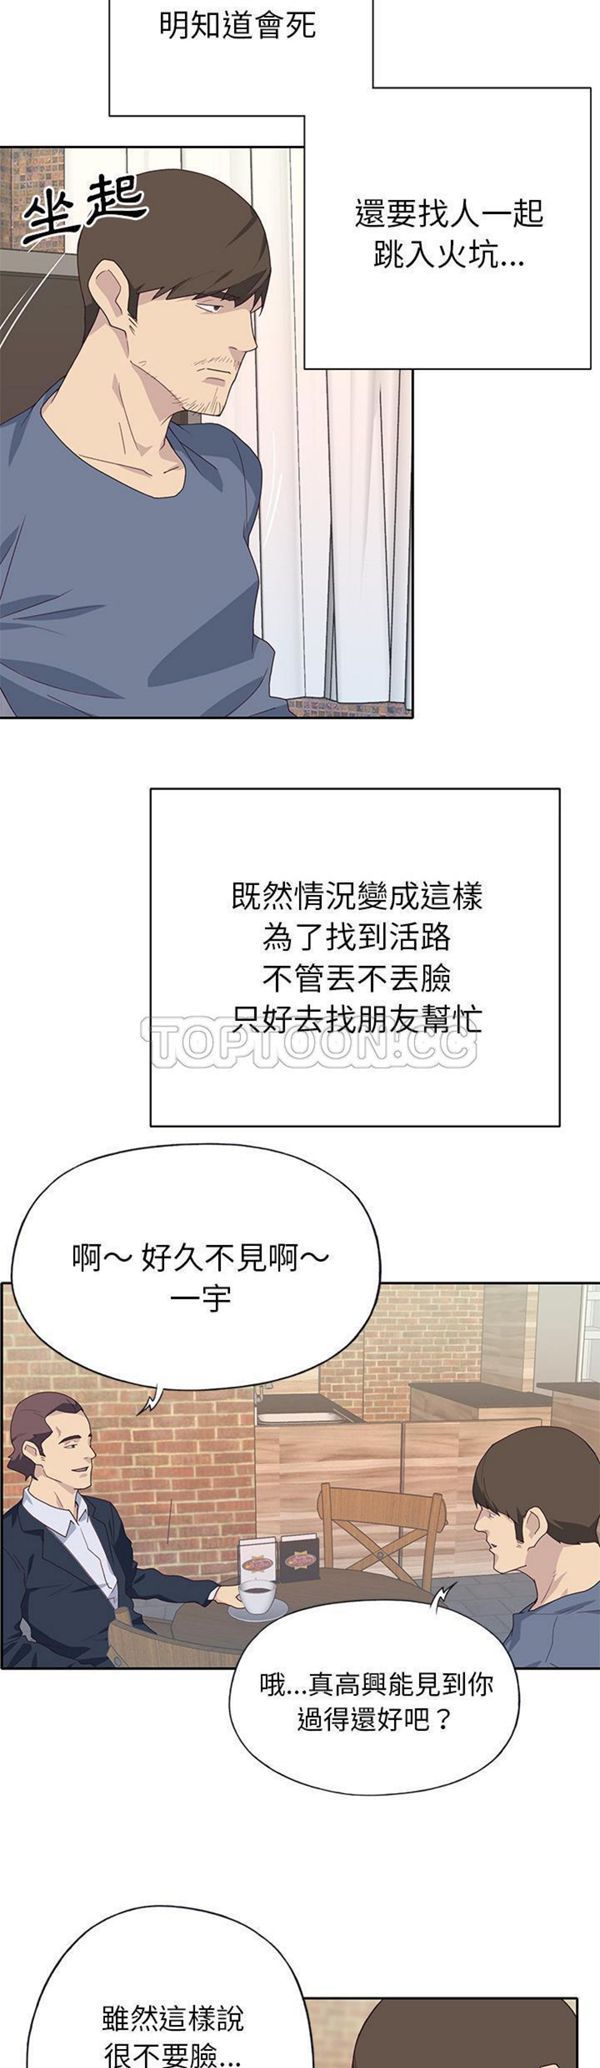 明知道會死
還要找人一起
跳入火坑...
坐起
既然情況變成這樣
為了找到活路
不管丟不丟臉
只好去找朋友幫忙
TOPTOON.CC
啊～好久不見啊～
一宇
哦...真高興能見到你
過得還好吧？
雖然這樣說
很不要臉...